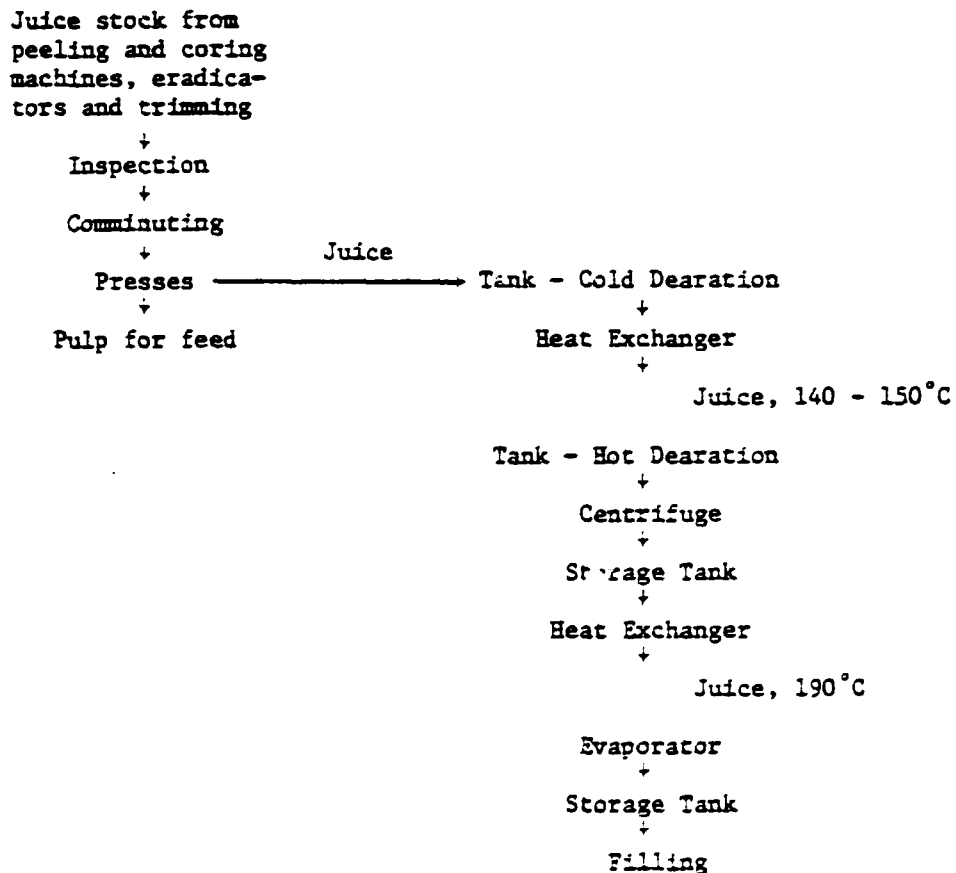 Juice stock from
peeling and coring
machines, eradica-
tors and trimming
Inspection
Comminuting
Presses
Pulp for feed
Juice
Tank - Cold Dearation
Heat Exchanger
Juice, 140 - 150°C
Tank - Hot Dearation
Centrifuge
Storage Tank
Heat Exchanger
Juice, 190°C
Evaporator
Storage Tank
Filling